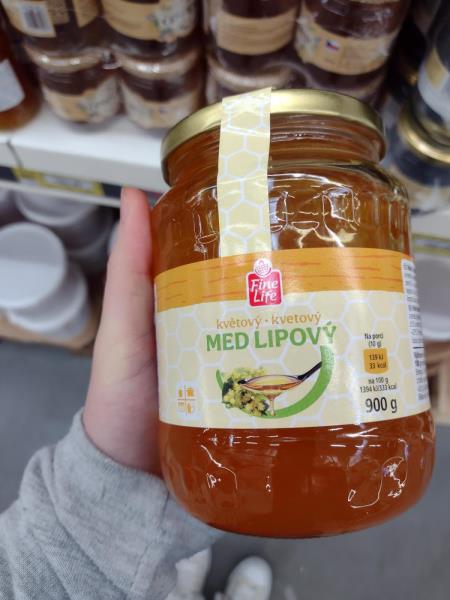 Fine
Life
květový • kvetový
MED LIPOVÝ
Na porci
(10 g)
139 kJ
33 kcal
na 100 g
1394 kJ/333 kcal
900 g